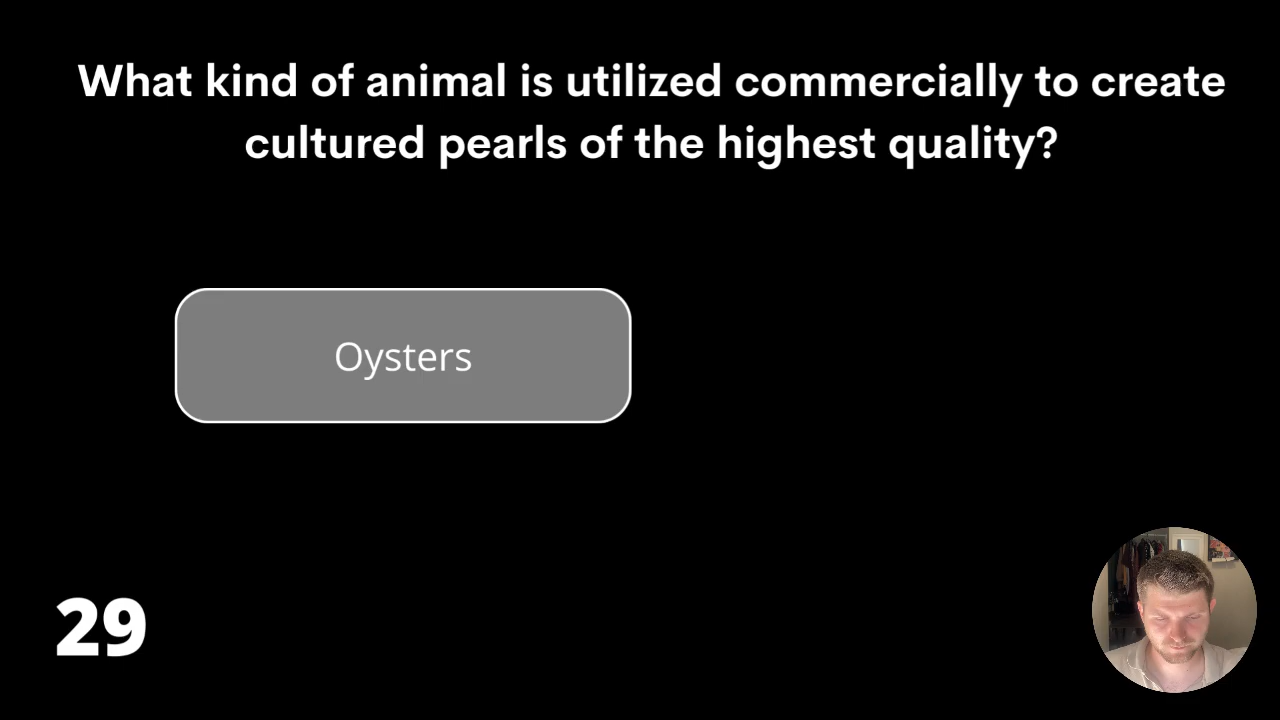 What kind of animal is utilized commercially to create
cultured pearls of the highest quality?
Oysters
29